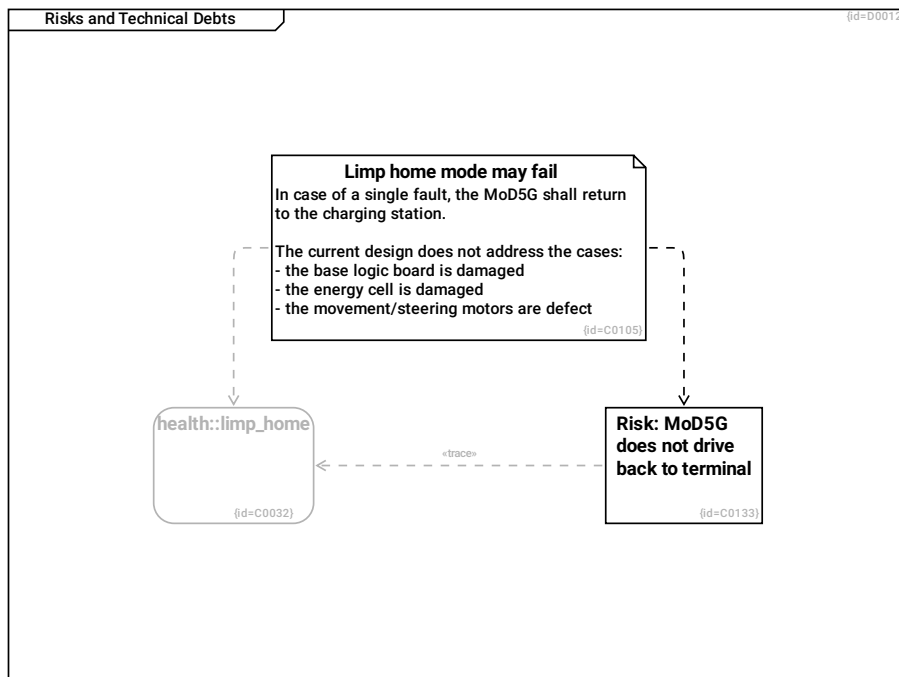 Risks and Technical Debts
{id=D0012
Limp home mode may fail
In case of a single fault, the MoD5G shall return
to the charging station.
The current design does not address the cases:
- the base logic board is damaged
- the energy cell is damaged
- the movement/steering motors are defect
{id=C0105}
health::limp_home
{id=C0032}
«trace»
Risk: MoD5G
does not drive
back to terminal
{id=C0133}